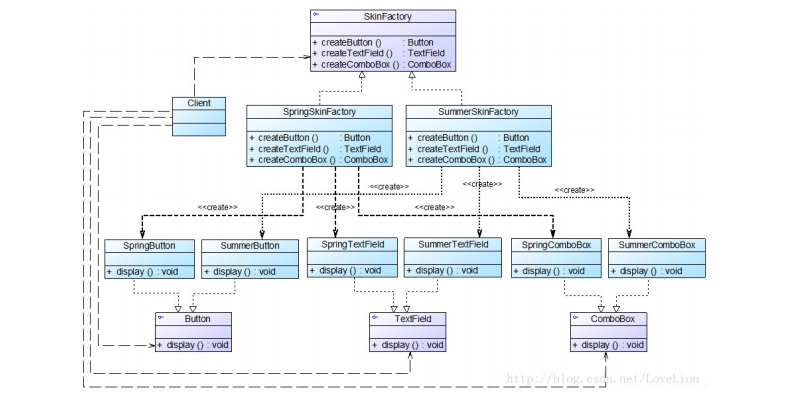 SkinFactory
+ createButton () : Button
+ createTextField () : TextField
+ createComboBox () : ComboBox
Client
SpringSkinFactory
+ createButton () : Button
+ createTextField () : TextField
+ createComboBox () : ComboBox
SummerSkinFactory
+ createButton () : Button
+ createTextField () : TextField
+ createComboBox () : ComboBox
<<create>>
<<create>>
<<create>>
<<create>>
<<create>>
<<create>>
SpringButton
+ display () : void
SummerButton
+ display () : void
SpringTextField
+ display () : void
SummerTextField
+ display () : void
SpringComboBox
+ display () : void
SummerComboBox
+ display () : void
Button
+ display () : void
TextField
+ display () : void
ComboBox
+ display () : void
http://blog.csdn.net/LoveLion